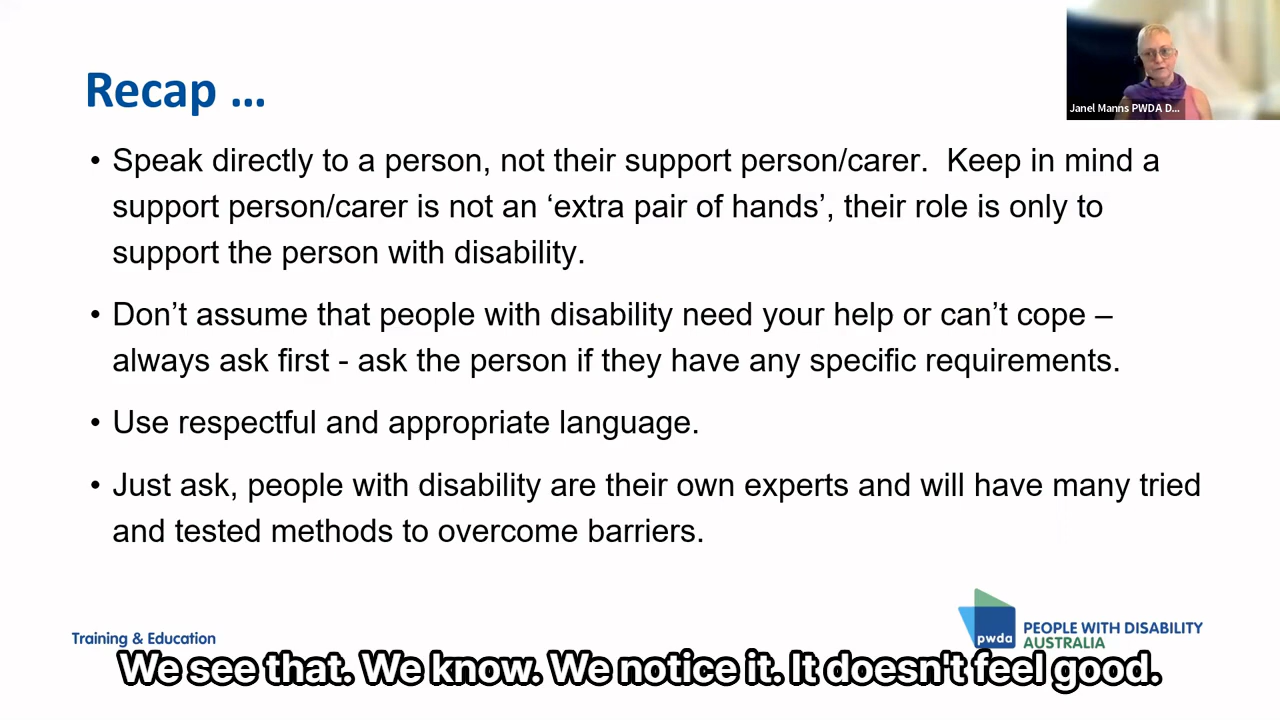 Recap ...
Janel Manns PWDA D...
• Speak directly to a person, not their support person/carer.  Keep in mind a
support person/carer is not an ‘extra pair of hands’, their role is only to
support the person with disability.
• Don’t assume that people with disability need your help or can’t cope –
always ask first - ask the person if they have any specific requirements.
• Use respectful and appropriate language.
• Just ask, people with disability are their own experts and will have many tried
and tested methods to overcome barriers.
Training & Education
pwda
PEOPLE WITH DISABILITY
AUSTRALIA
We see that. We know. We notice it. It doesn't feel good.